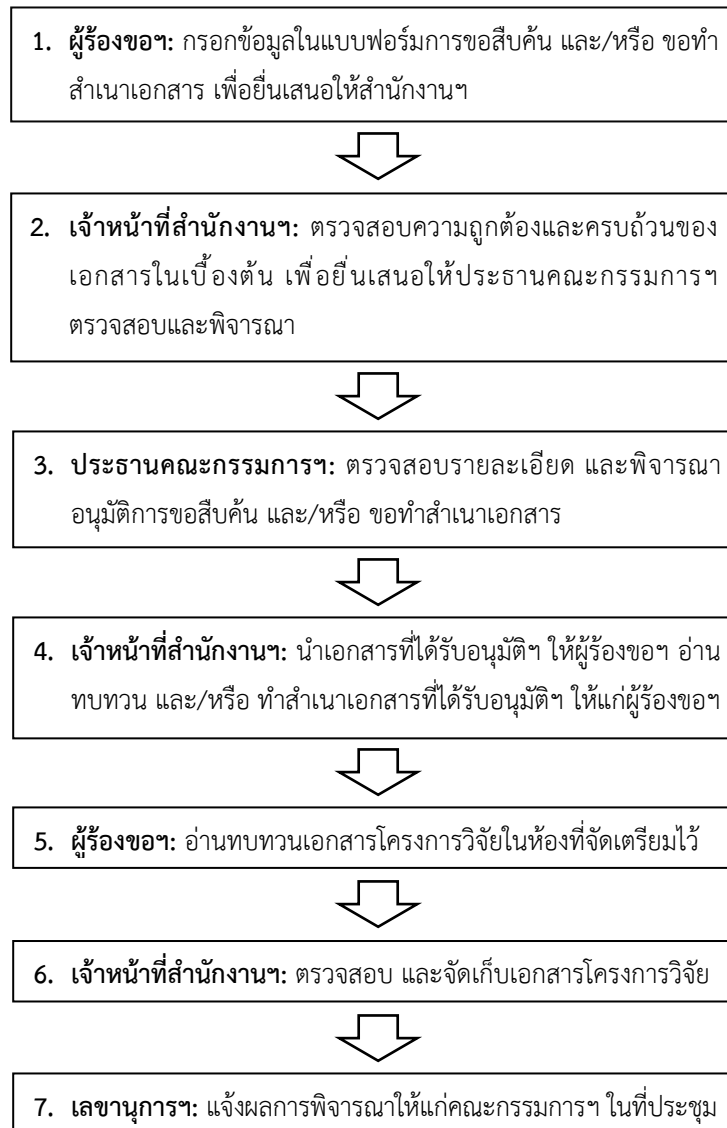 1. ผู้ร้องขอฯ: กรอกข้อมูลในแบบฟอร์มการขอสืบค้น และ/หรือ ขอทำ
สำเนาเอกสาร เพื่อยื่นเสนอให้สำนักงานฯ
2. เจ้าหน้าที่สำนักงานฯ: ตรวจสอบความถูกต้องและครบถ้วนของ
เอกสารในเบื้องต้น เพื่อยื่นเสนอให้ประธานคณะกรรมการฯ
ตรวจสอบและพิจารณา
3. ประธานคณะกรรมการฯ: ตรวจสอบรายละเอียด และพิจารณา
อนุมัติการขอสืบค้น และ/หรือ ขอทำสำเนาเอกสาร
4. เจ้าหน้าที่สำนักงานฯ: นำเอกสารที่ได้รับอนุมัติฯ ให้ผู้ร้องขอฯ อ่าน
ทบทวน และ/หรือ ทำสำเนาเอกสารที่ได้รับอนุมัติฯ ให้แก่ผู้ร้องขอฯ
5. ผู้ร้องขอฯ: อ่านทบทวนเอกสารโครงการวิจัยในห้องที่จัดเตรียมไว้
6. เจ้าหน้าที่สำนักงานฯ: ตรวจสอบ และจัดเก็บเอกสารโครงการวิจัย
7. เลขานุการฯ: แจ้งผลการพิจารณาให้แก่คณะกรรมการฯ ในที่ประชุม